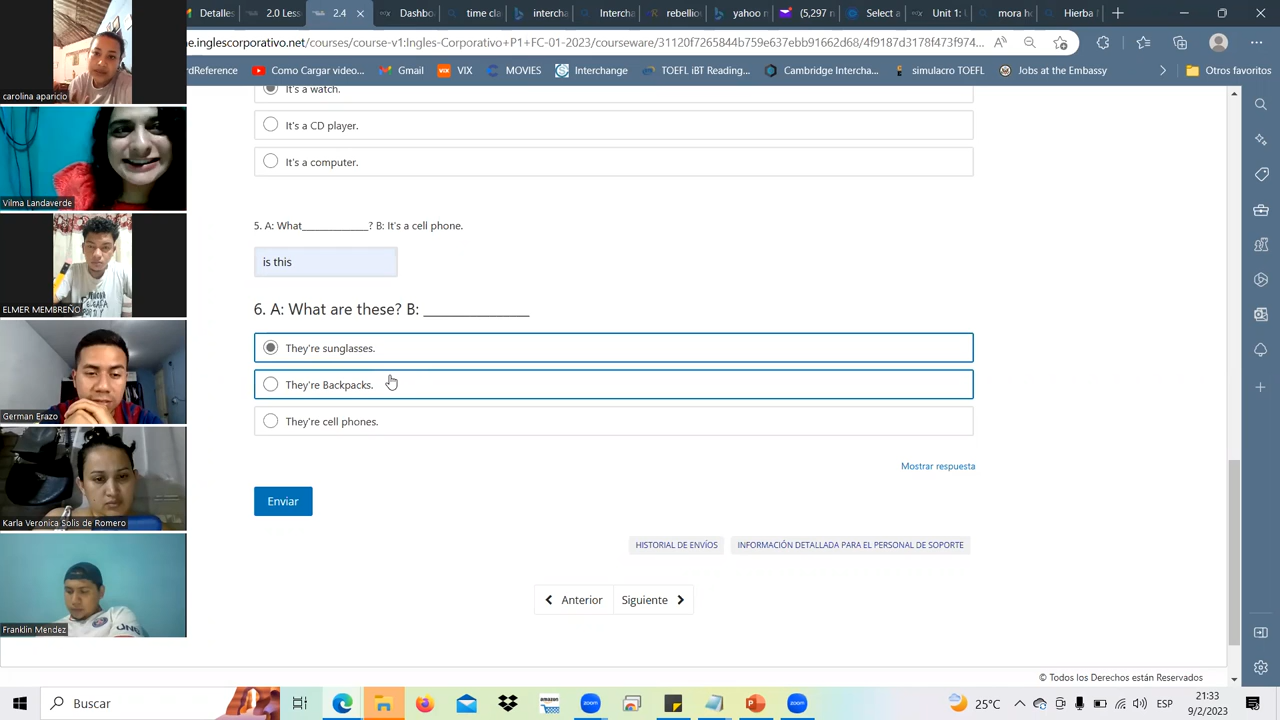 Detalles
2.0 Less
2.4
Dashbo
time cla
interch
Interch
rebellio
yahoo r
(5.297
Select a
Unit 1:
mora h
Hierba l
me.inglescorporativo.net/courses/course-v1:Ingles-Corporativo+P1+FC-01-2023/courseware/31120f7265844b759e637ebb91662d68/4f9187d3178f473f974...
rdReference
Como Cargar video...
Gmail
VIX
MOVIES
Interchange
TOEFL iBT Reading...
Cambridge Intercha...
simulacro TOEFL
Jobs at the Embassy
Otros favoritos
carolina aparicio
Vilma Landaverde
ELMER MEMBREÑO
German Erazo
Karla Veronica Solis de Romero
Franklin Mendez
It's a watch.
It's a CD player.
It's a computer.
5. A: What_____________? B: It's a cell phone.
is this
6. A: What are these? B: ______________
They're sunglasses.
They're Backpacks.
They're cell phones.
Mostrar respuesta
Enviar
HISTORIAL DE ENVÍOS
INFORMACIÓN DETALLADA PARA EL PERSONAL DE SOPORTE
Anterior
Siguiente
© Todos los Derechos están Reservados
Buscar
25°C
ESP
21:33
9/2/2023